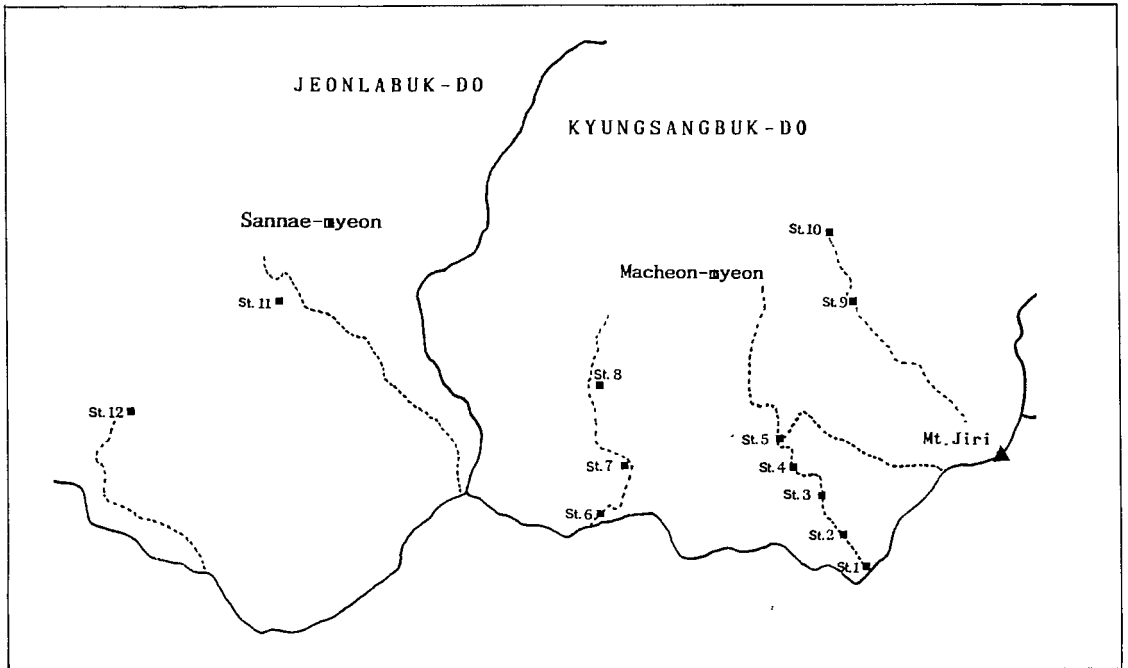 JEONLABUK-DO
KYUNGSANGBUK-DO
Sannae-myeon
St.10
Macheon-myeon
St.11
St.9
St.8
St.12
St.5
Mt.Jiri
St.7
St.4
St.3
St.6
St.2
St.1